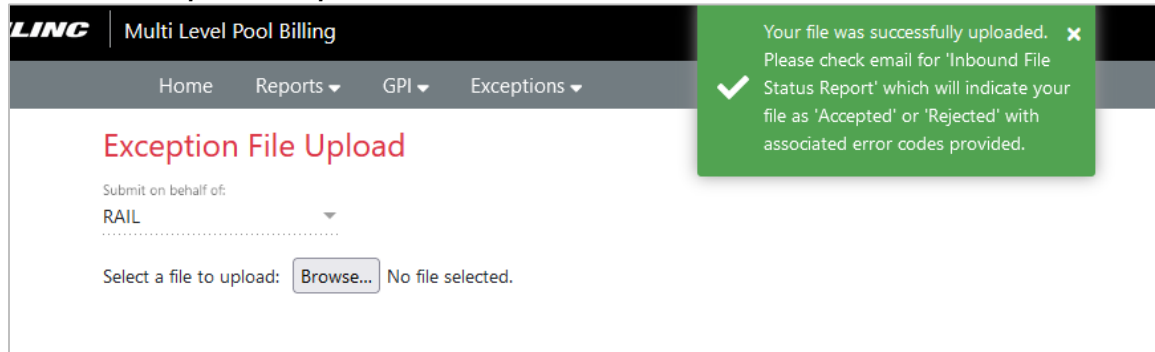 LINC
Multi Level Pool Billing
Home Reports GPI Exceptions
Your file was successfully uploaded.
Please check email for 'Inbound File
Status Report' which will indicate your
file as 'Accepted' or 'Rejected' with
associated error codes provided.
Exception File Upload
Submit on behalf of:
RAIL
Select a file to upload: Browse... No file selected.